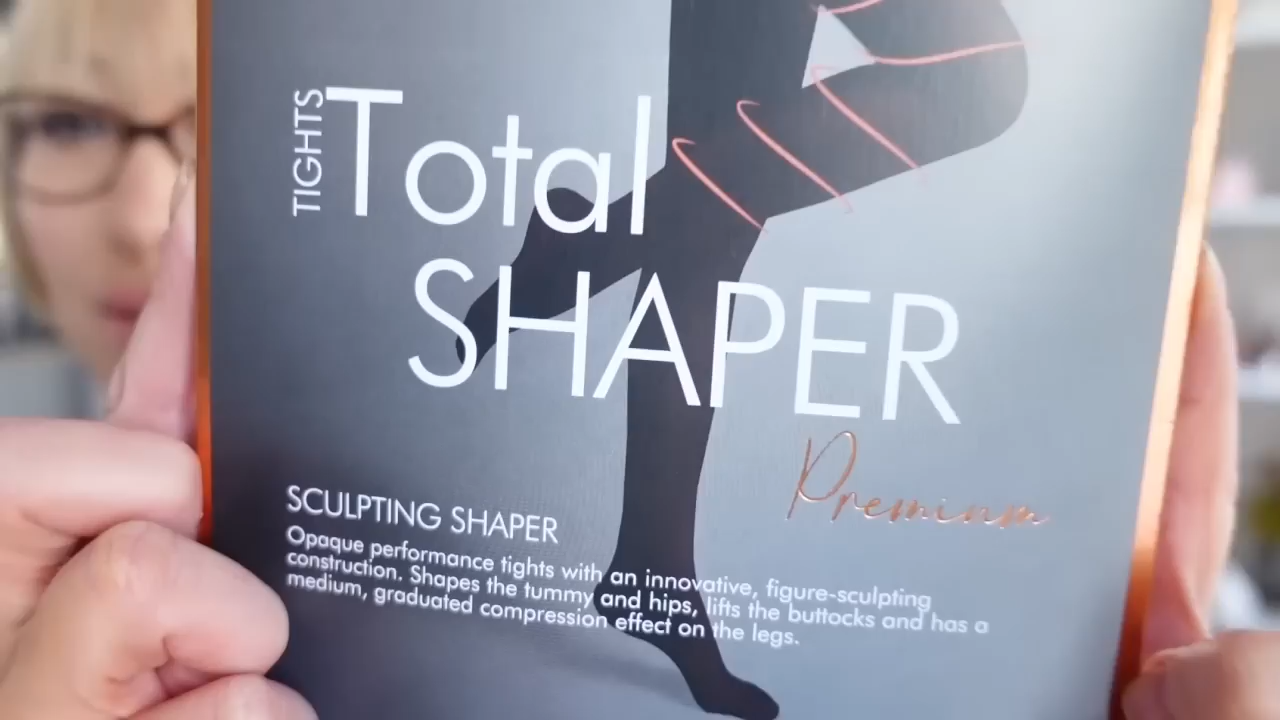 TIGHTS
Total
SHAPER
Premium
SCULPTING SHAPER
Opaque performance tights with an innovative, figure-sculpting
construction. Shapes the tummy and hips, lifts the buttocks and has a
medium, graduated compression effect on the legs.